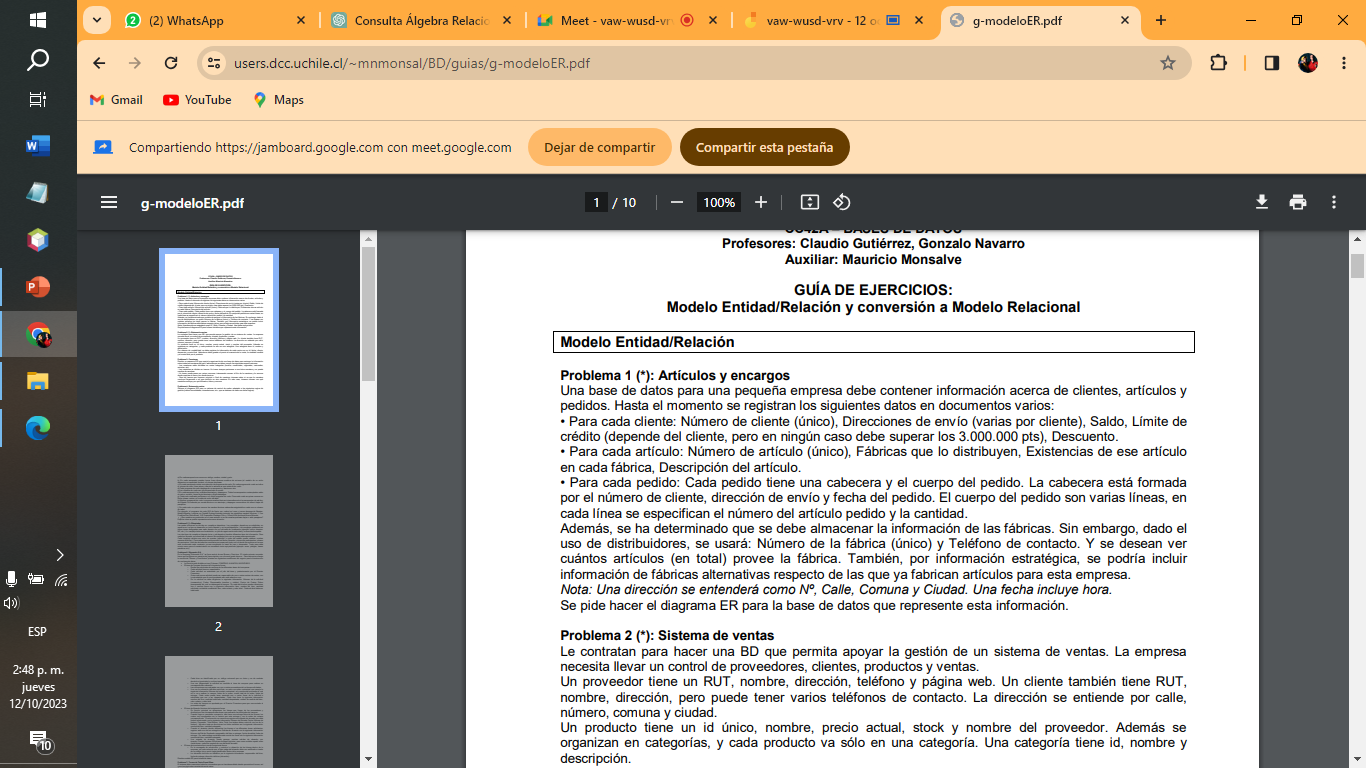 (2) WhatsApp
Consulta Álgebra Relacio
Meet - vaw-wusd-vrv
vaw-wusd-vrv - 12 o
g-modeloER.pdf
users.dcc.uchile.cl/~mnmonsal/BD/guias/g-modeloER.pdf
Gmail
YouTube
Maps
Compartiendo https://jamboard.google.com con meet.google.com
Dejar de compartir
Compartir esta pestaña
g-modeloER.pdf
1 / 10
100%
1
2
Profesores: Claudio Gutiérrez, Gonzalo Navarro
Auxiliar: Mauricio Monsalve
GUÍA DE EJERCICIOS:
Modelo Entidad/Relación y conversión a Modelo Relacional
Modelo Entidad/Relación
Problema 1 (*): Artículos y encargos
Una base de datos para una pequeña empresa debe contener información acerca de clientes, artículos y
pedidos. Hasta el momento se registran los siguientes datos en documentos varios:
• Para cada cliente: Número de cliente (único), Direcciones de envío (varias por cliente), Saldo, Límite de
crédito (depende del cliente, pero en ningún caso debe superar los 3.000.000 pts), Descuento.
• Para cada artículo: Número de artículo (único), Fábricas que lo distribuyen, Existencias de ese artículo
en cada fábrica, Descripción del artículo.
• Para cada pedido: Cada pedido tiene una cabecera y el cuerpo del pedido. La cabecera está formada
por el número de cliente, dirección de envío y fecha del pedido. El cuerpo del pedido son varias líneas, en
cada línea se especifican el número del artículo pedido y la cantidad.
Además, se ha determinado que se debe almacenar la información de las fábricas. Sin embargo, dado el
uso de distribuidores, se usará: Número de la fábrica (único) y Teléfono de contacto. Y se desean ver
cuántos artículos (en total) provee la fábrica. También, por información estratégica, se podría incluir
información de fábricas alternativas respecto de las que ya fabrican artículos para esta empresa.
Nota: Una dirección se entenderá como Nº, Calle, Comuna y Ciudad. Una fecha incluye hora.
Se pide hacer el diagrama ER para la base de datos que represente esta información.
Problema 2 (*): Sistema de ventas
Le contratan para hacer una BD que permita apoyar la gestión de un sistema de ventas. La empresa
necesita llevar un control de proveedores, clientes, productos y ventas.
Un proveedor tiene un RUT, nombre, dirección, teléfono y página web. Un cliente también tiene RUT,
nombre, dirección, pero puede tener varios teléfonos de contacto. La dirección se entiende por calle,
número, comuna y ciudad.
Un producto tiene un id único, nombre, precio actual, stock y nombre del proveedor. Además se
organizan en categorías, y cada producto va sólo en una categoría. Una categoría tiene id, nombre y
descripción.
ESP
2:48 p. m.
jueves
12/10/2023
10